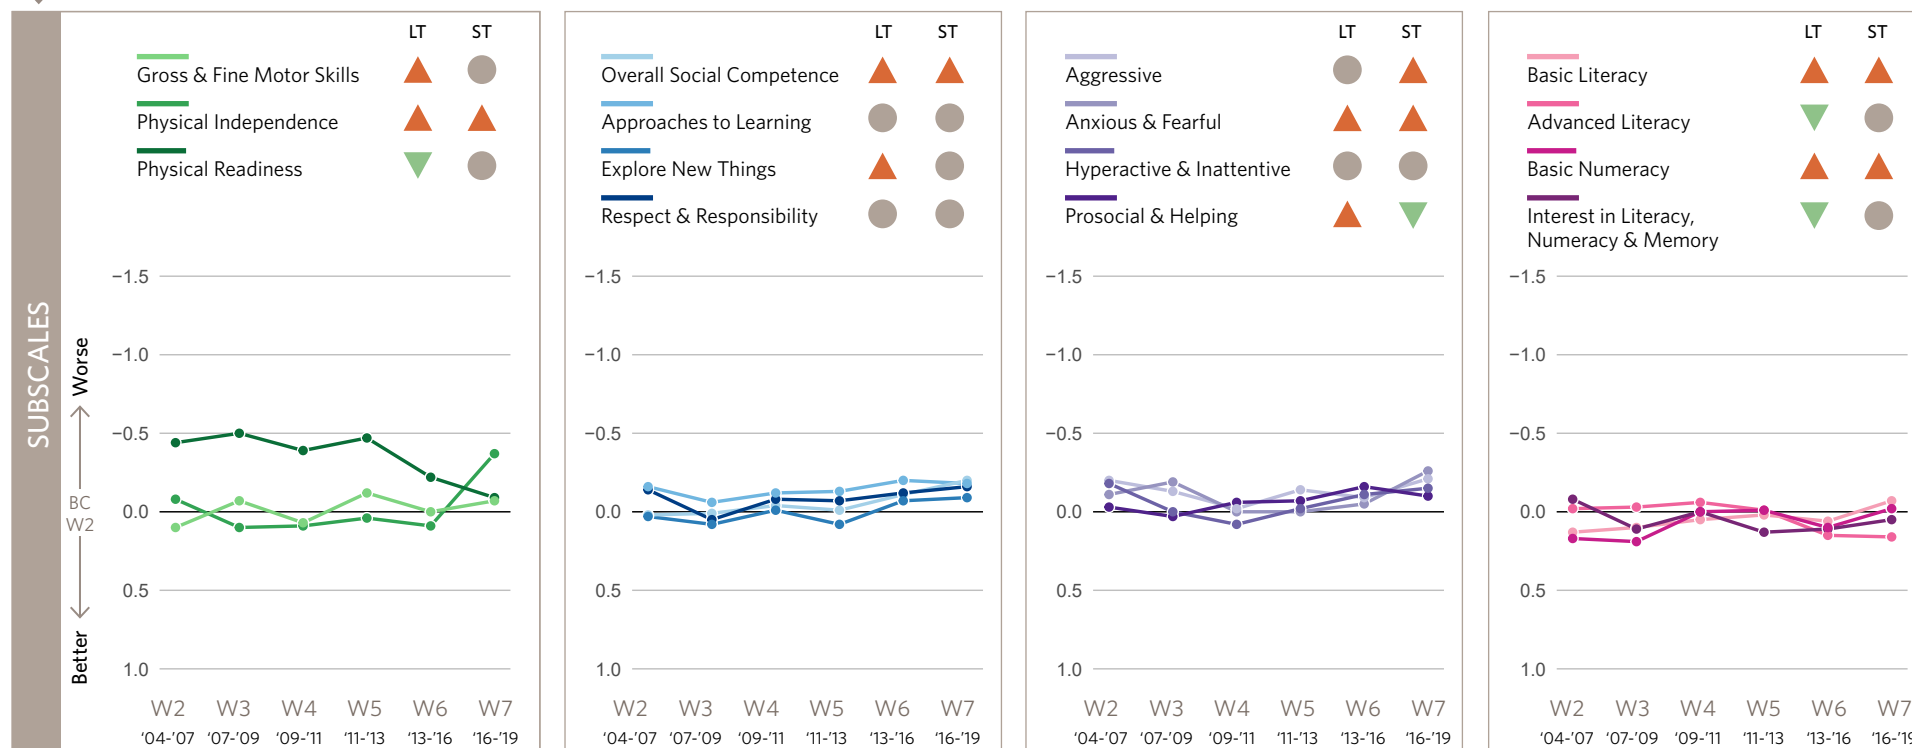 SUBSCALES
Worse
BC
W2
Better
LT ST
Gross & Fine Motor Skills
Physical Independence
Physical Readiness
−1.5
−1.0
−0.5
0.0
0.5
1.0
W2 W3 W4 W5 W6 W7
‘04-’07 ‘07-’09 ‘09-’11 ‘11-’13 ‘13-’16 ‘16-’19
LT ST
Overall Social Competence
Approaches to Learning
Explore New Things
Respect & Responsibility
−1.5
−1.0
−0.5
0.0
0.5
1.0
W2 W3 W4 W5 W6 W7
‘04-’07 ‘07-’09 ‘09-’11 ‘11-’13 ‘13-’16 ‘16-’19
LT ST
Aggressive
Anxious & Fearful
Hyperactive & Inattentive
Prosocial & Helping
−1.5
−1.0
−0.5
0.0
0.5
1.0
W2 W3 W4 W5 W6 W7
‘04-’07 ‘07-’09 ‘09-’11 ‘11-’13 ‘13-’16 ‘16-’19
LT ST
Basic Literacy
Advanced Literacy
Basic Numeracy
Interest in Literacy,
Numeracy & Memory
−1.5
−1.0
−0.5
0.0
0.5
1.0
W2 W3 W4 W5 W6 W7
‘04-’07 ‘07-’09 ‘09-’11 ‘11-’13 ‘13-’16 ‘16-’19